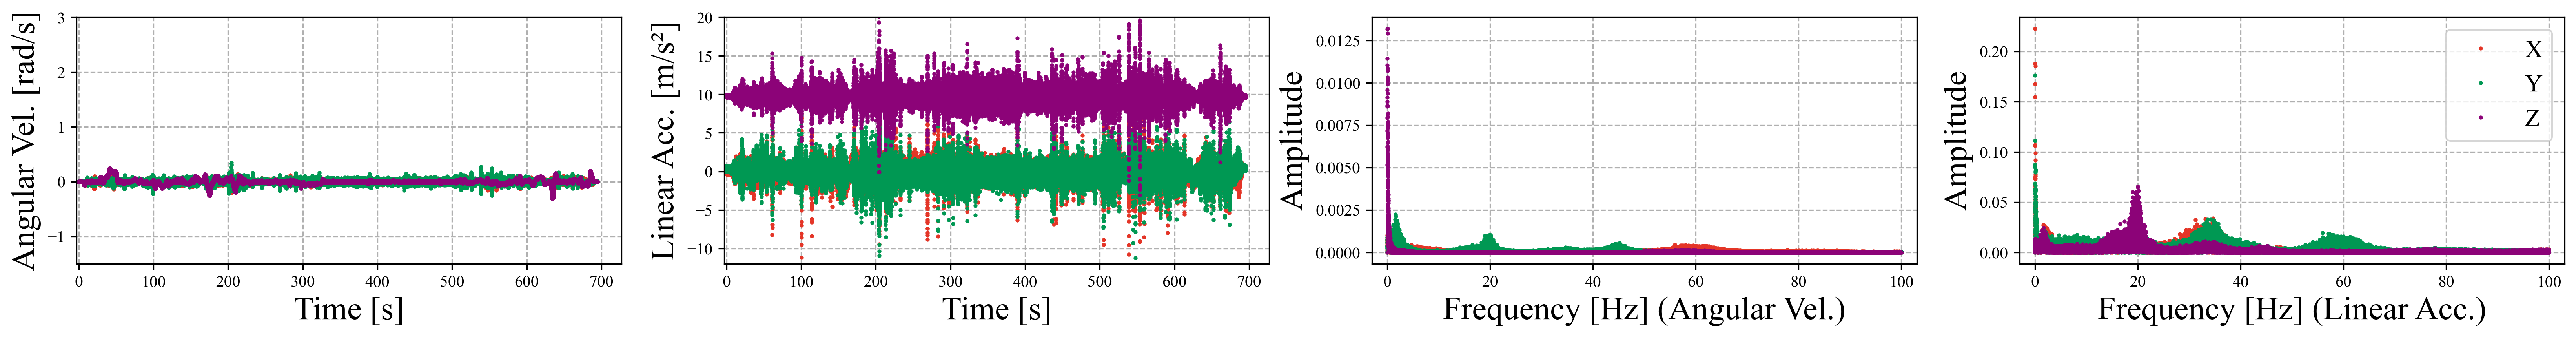 Angular Vel. [rad/s]
3
2
1
0
−1
0 100 200 300 400 500 600 700
Time [s]
Linear Acc. [m/s²]
20
15
10
5
0
−5
−10
0 100 200 300 400 500 600 700
Time [s]
Amplitude
0.0125
0.0100
0.0075
0.0050
0.0025
0.0000
0 20 40 60 80 100
Frequency [Hz] (Angular Vel.)
Amplitude
0.20
0.15
0.10
0.05
0.00
0 20 40 60 80 100
Frequency [Hz] (Linear Acc.)
X
Y
Z